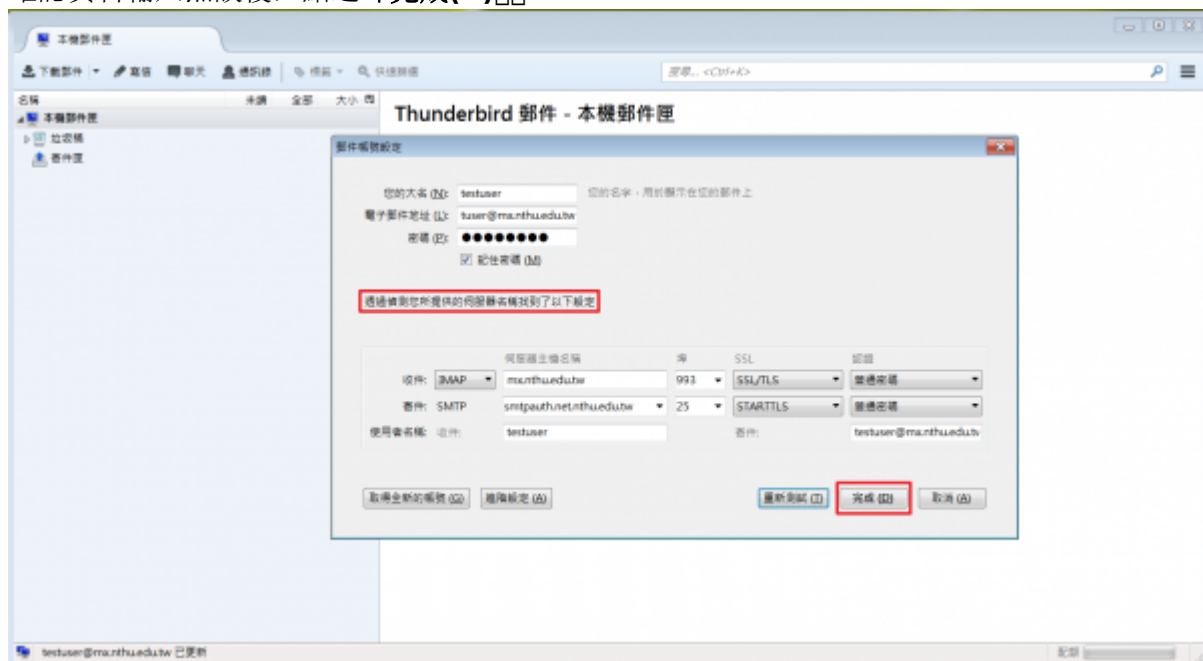 本機郵件匣
下載郵件 寫信 聊天 通訊錄 標籤 快速篩選 搜尋... <Ctrl+K>
名稱 未讀 全部 大小
本機郵件匣
垃圾桶
寄件匣
Thunderbird 郵件 - 本機郵件匣
郵件帳號設定
您的大名 (N): testuser 您的名字，用於顯示在您的郵件上
電子郵件地址 (L): tuser@mx.nthu.edu.tw
密碼 (P): ●●●●●●●●
記住密碼 (M)
透過偵測您所提供的伺服器名稱找到了以下設定
伺服器主機名稱 埠 SSL 認證
收件: IMAP mx.nthu.edu.tw 993 SSL/TLS 普通密碼
寄件: SMTP smtpauth.net.nthu.edu.tw 25 STARTTLS 普通密碼
使用者名稱: 收件: testuser 寄件: testuser@mx.nthu.edu.tv
取得全新的帳號 (G) 進階設定 (A) 重新測試 (T) 完成 (D) 取消 (A)
testuser@mx.nthu.edu.tw 已更新